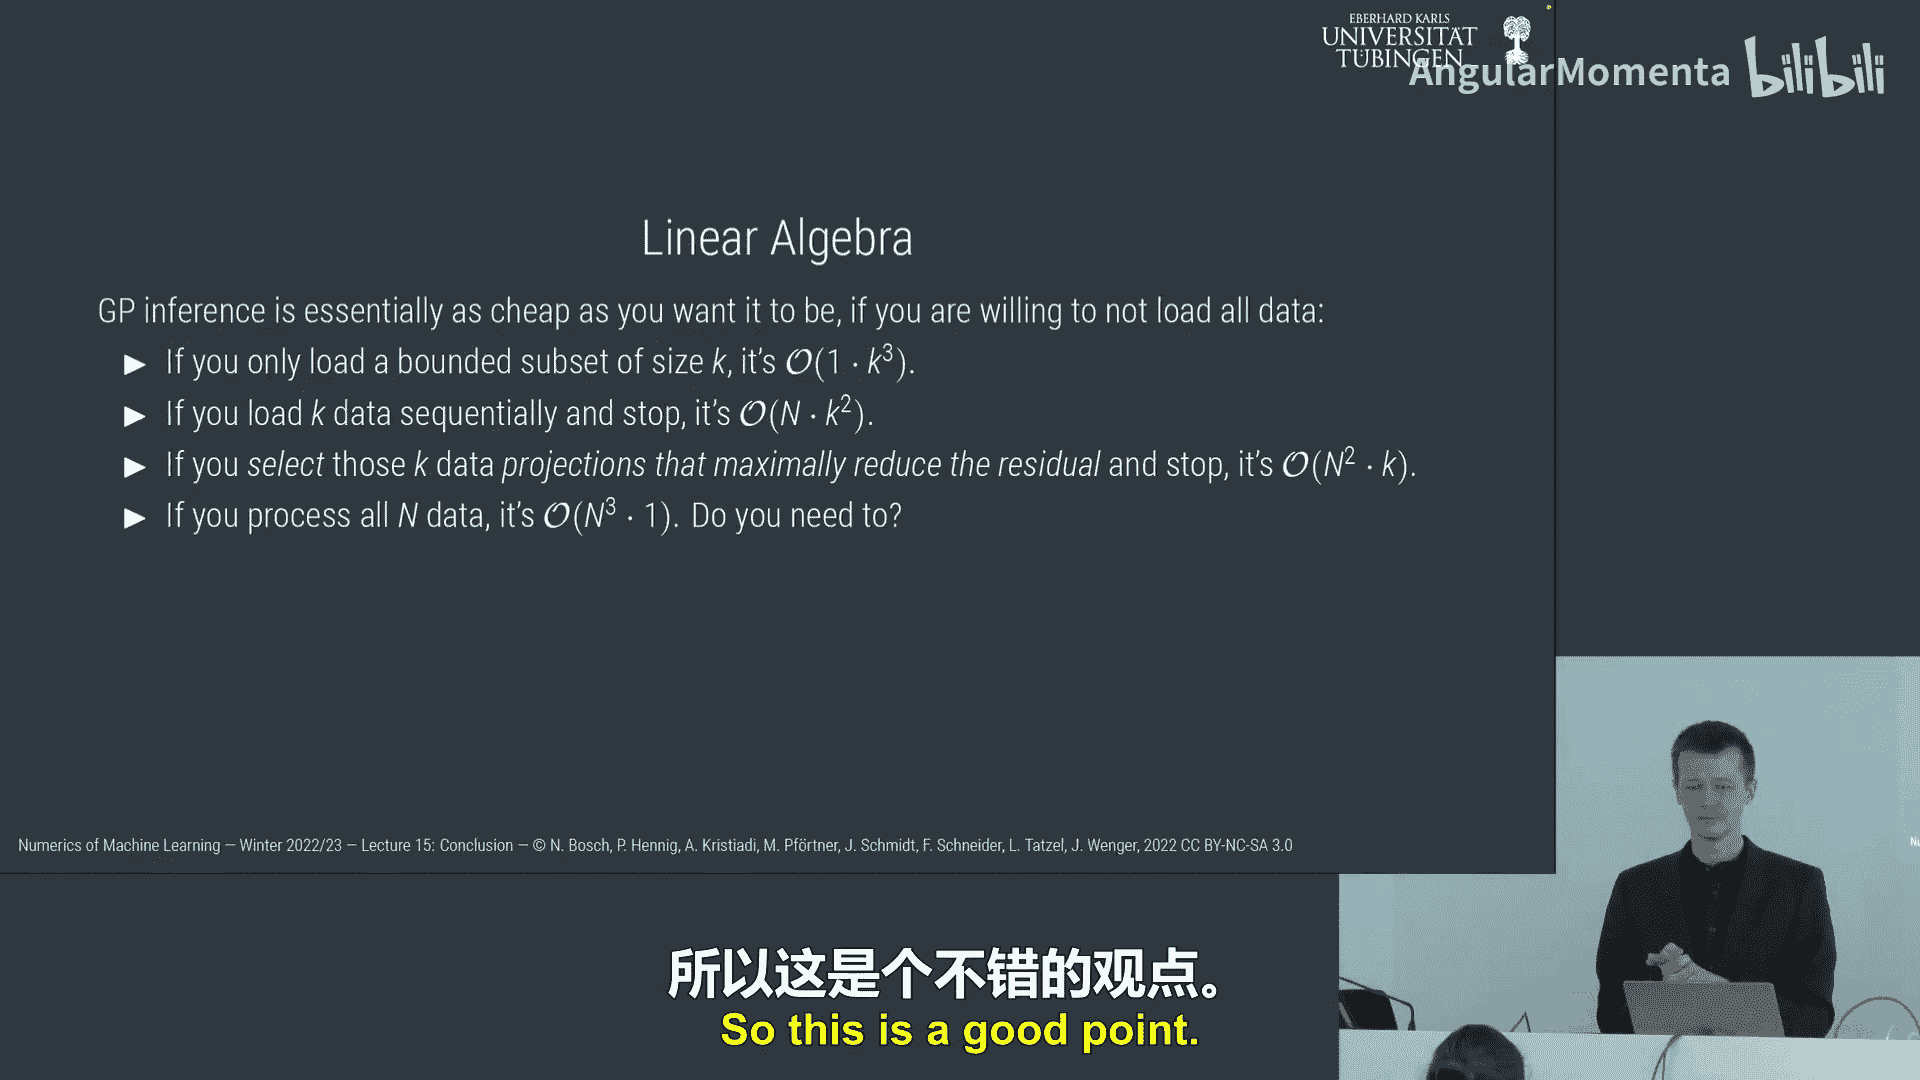 EBERHARD KARLS
UNIVERSITÄT
TÜBINGEN
AngularMomenta bilibili
Linear Algebra
GP inference is essentially as cheap as you want it to be, if you are willing to not load all data:
▶ If you only load a bounded subset of size k, it's 𝒪(1 · k³).
▶ If you load k data sequentially and stop, it's 𝒪(N · k²).
▶ If you select those k data projections that maximally reduce the residual and stop, it's 𝒪(N² · k).
▶ If you process all N data, it's 𝒪(N³ · 1). Do you need to?
Numerics of Machine Learning — Winter 2022/23 — Lecture 15: Conclusion — © N. Bosch, P. Hennig, A. Kristiadi, M. Pförtner, J. Schmidt, F. Schneider, L. Tatzel, J. Wenger, 2022 CC BY-NC-SA 3.0
所以这是个不错的观点。
So this is a good point.